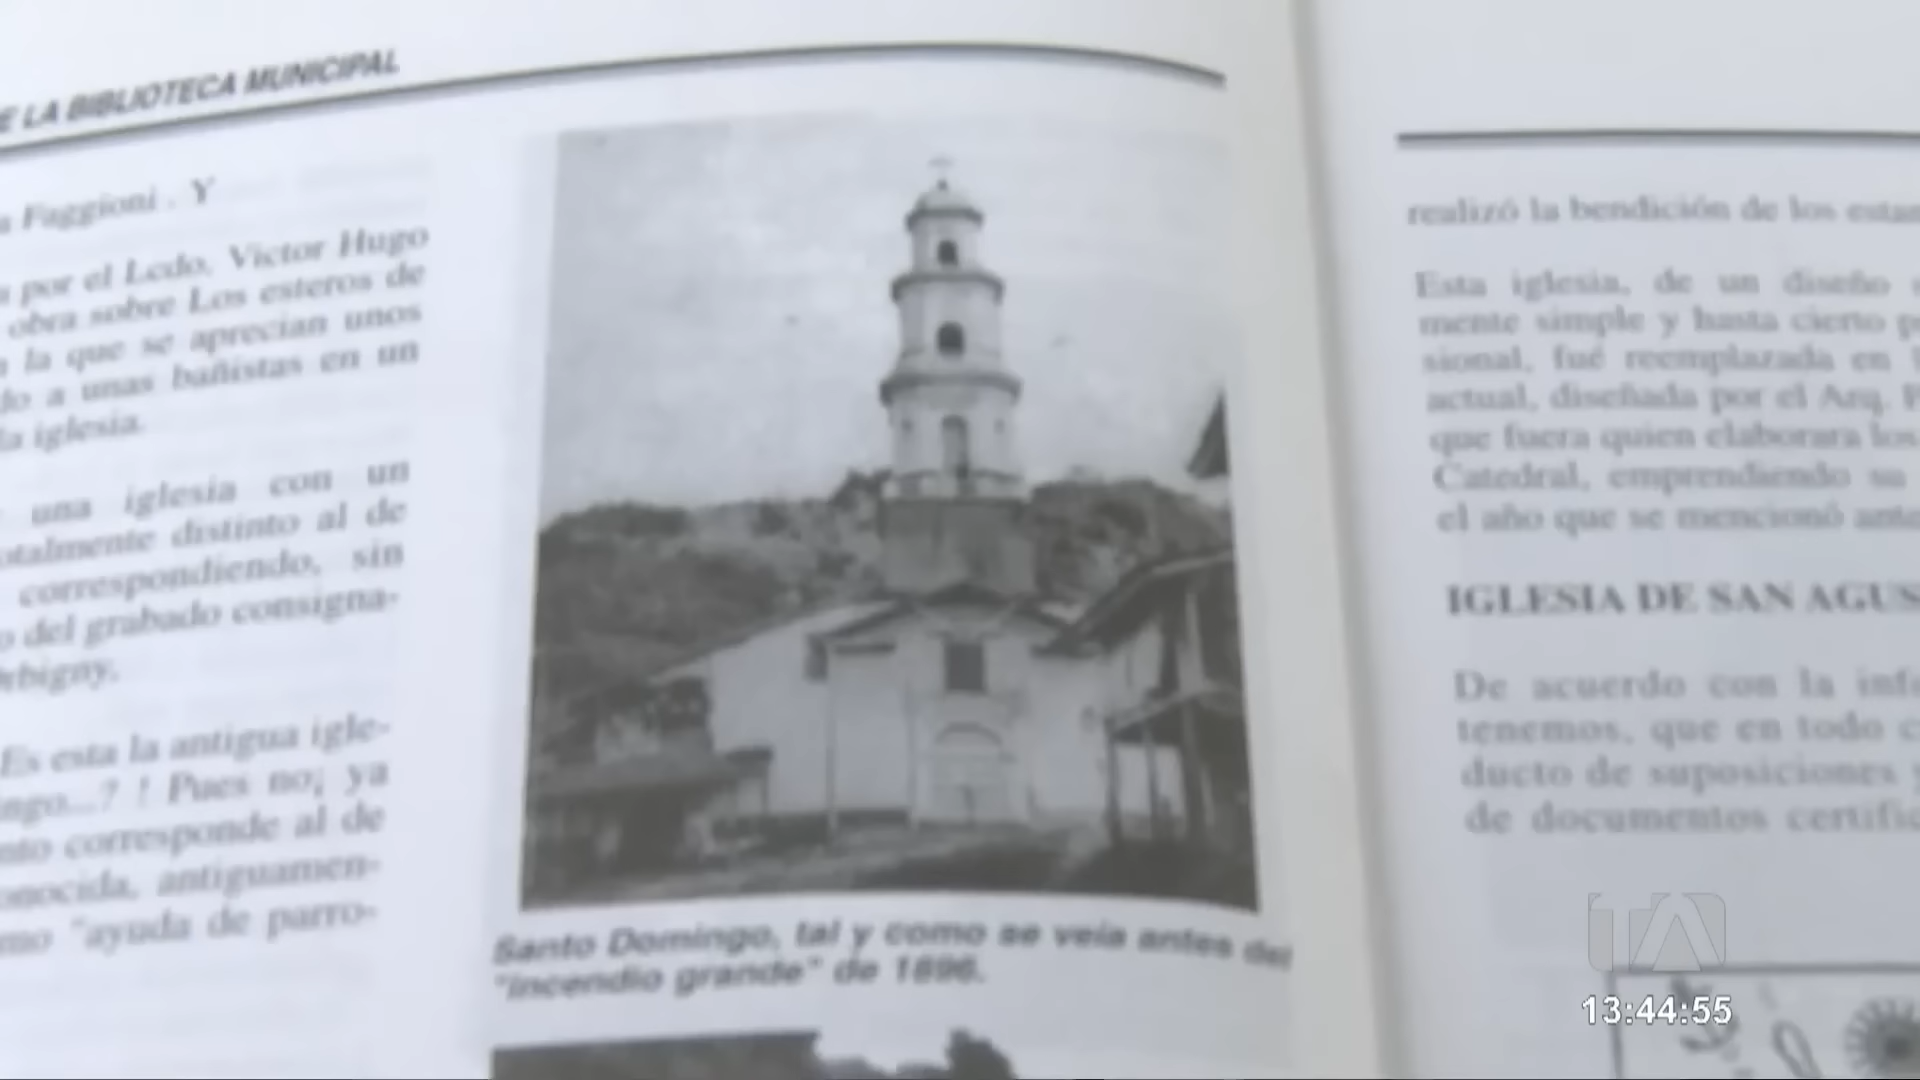 E LA BIBLIOTECA MUNICIPAL
a Faggioni . Y
por el Lcdo, Victor Hugo
obra sobre Los esteros de
la que se aprecian unos
do a unas bañistas en un
la iglesia.
una iglesia con un
otalmente distinto al de
correspondiendo, sin
o del grabado consigna-
rbigny.
Es esta la antigua igle-
ngo...? ! Pues no; ya
nto corresponde al de
onocida, antiguamen-
mo "ayuda de parro-
Santo Domingo, tal y como se veía antes del
"incendio grande" de 1896.
realizó la bendición de los estan
Esta iglesia, de un diseño
mente simple y hasta cierto p
sional, fué reemplazada en
actual, diseñada por el Arq. P
que fuera quien elaborara los
Catedral, emprendiendo su
el año que se mencionó ante
IGLESIA DE SAN AGUS
De acuerdo con la info
tenemos, que en todo c
ducto de suposiciones y
de documentos certific
TA
13:44:55